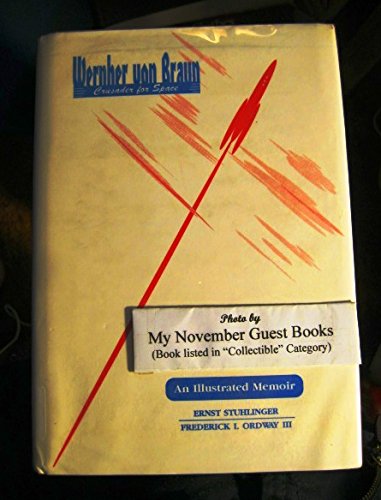 Wernher von Braun
Crusader for Space
Photo by
My November Guest Books
(Book listed in "Collectible" Category)
An Illustrated Memoir
ERNST STUHLINGER
FREDERICK I. ORDWAY III